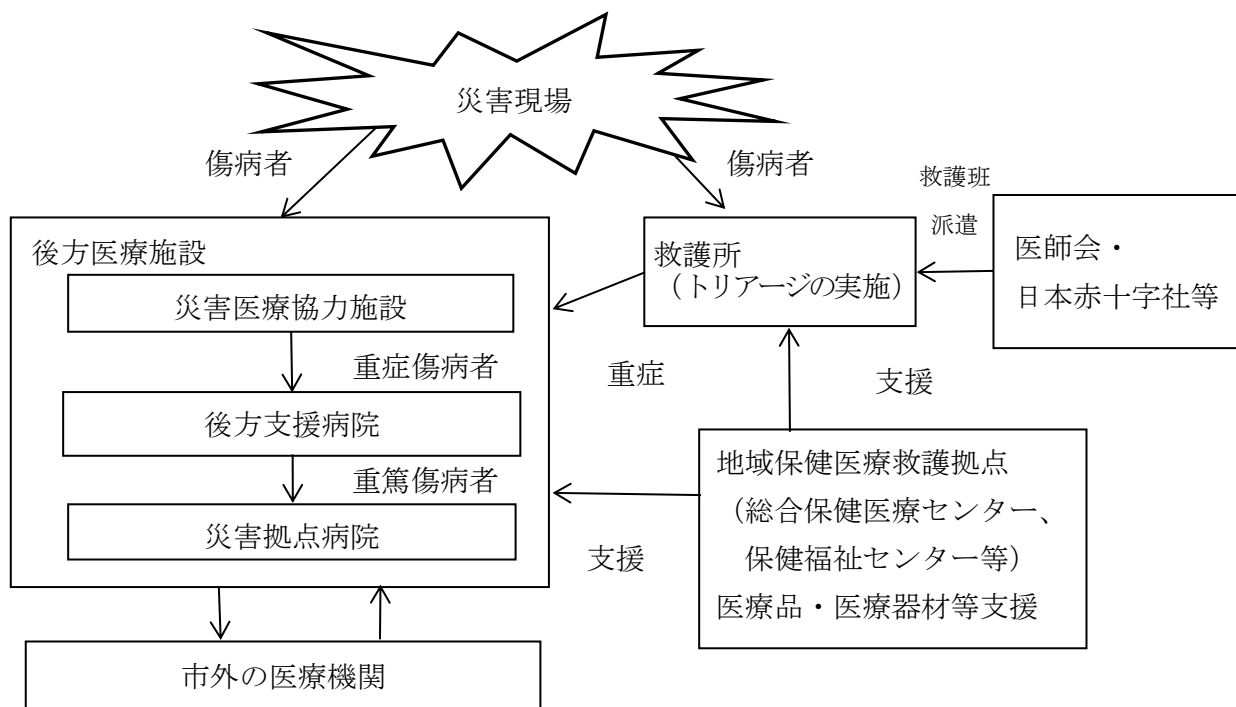 災害現場
傷病者
傷病者
救護班
派遣
医師会・
日本赤十字社等
救護所
（トリアージの実施）
後方医療施設
災害医療協力施設
重症傷病者
後方支援病院
重篤傷病者
災害拠点病院
重症
支援
地域保健医療救護拠点
（総合保健医療センター、
保健福祉センター等）
医療品・医療器材等支援
支援
市外の医療機関